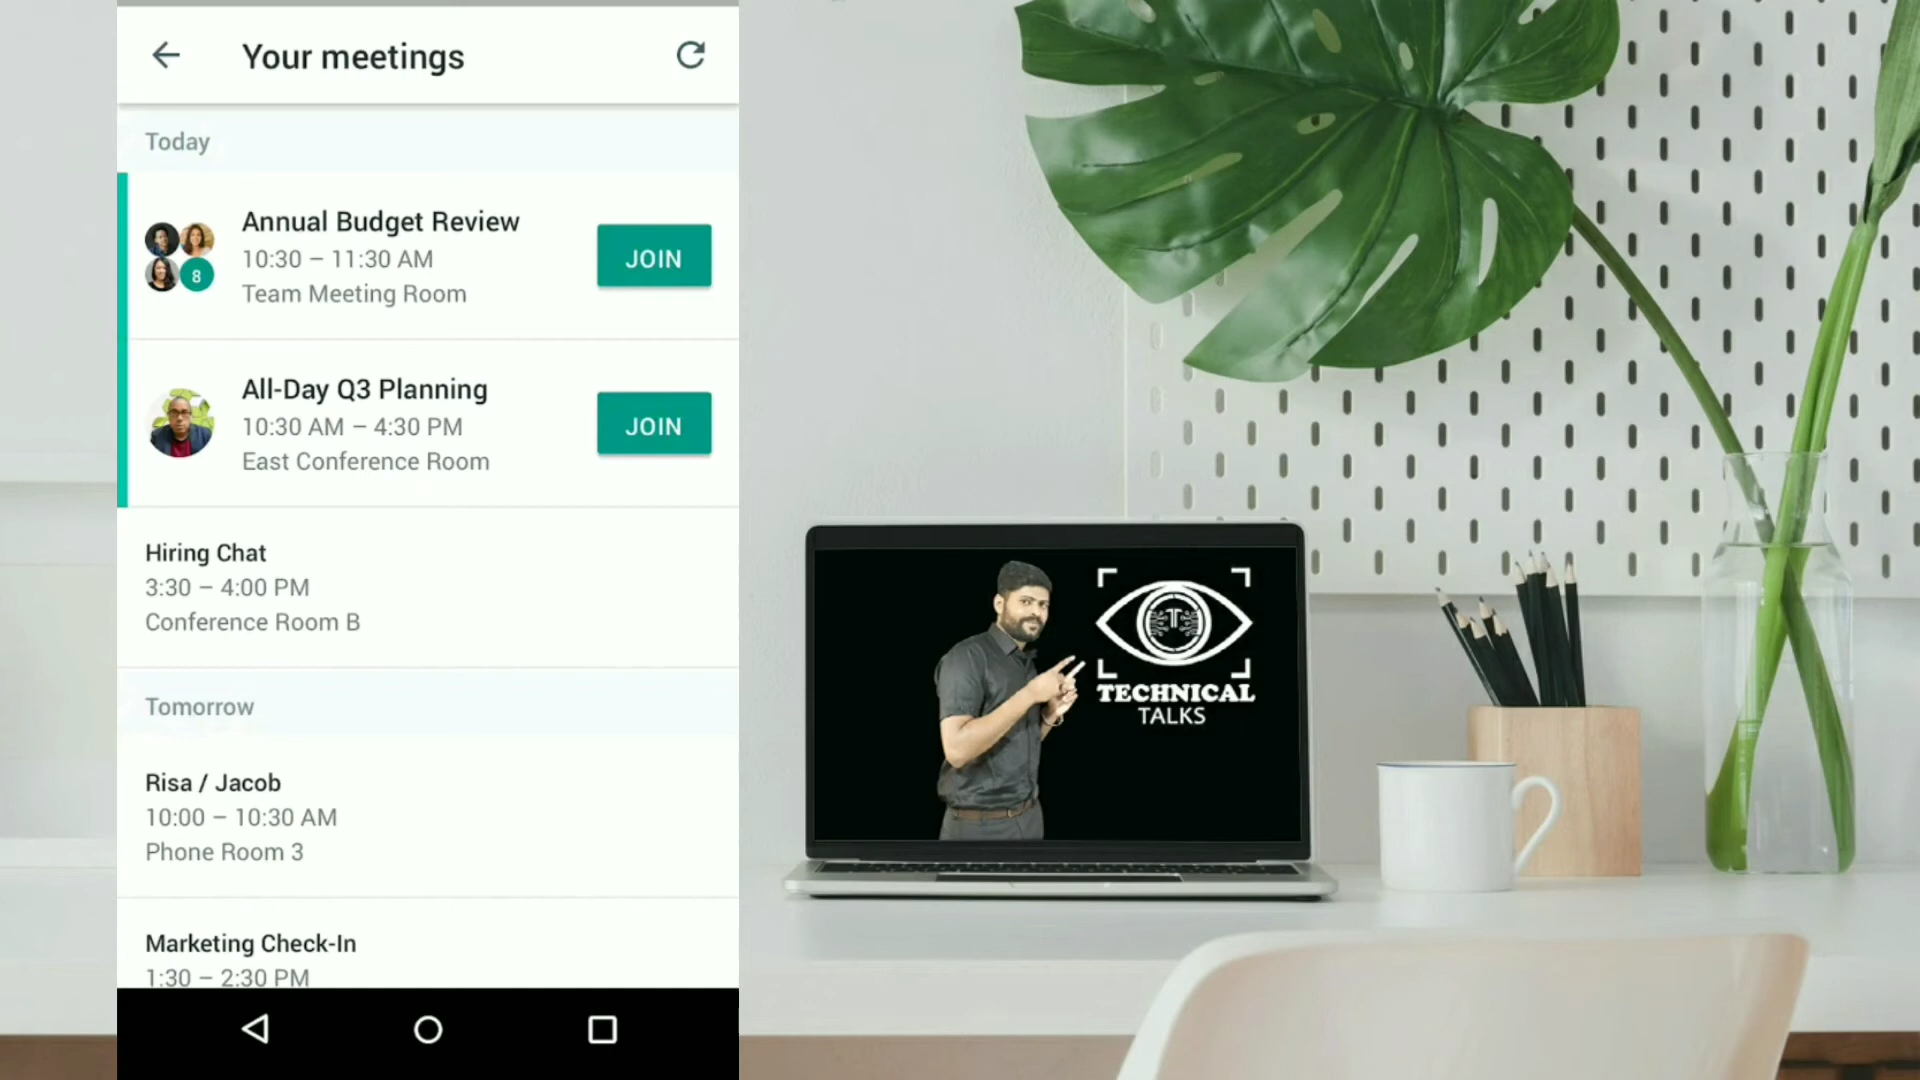 Your meetings
Today
Annual Budget Review
10:30 – 11:30 AM
Team Meeting Room
JOIN
8
All-Day Q3 Planning
10:30 AM – 4:30 PM
East Conference Room
JOIN
Hiring Chat
3:30 – 4:00 PM
Conference Room B
Tomorrow
Risa / Jacob
10:00 – 10:30 AM
Phone Room 3
Marketing Check-In
1:30 – 2:30 PM
TECHNICAL
TALKS